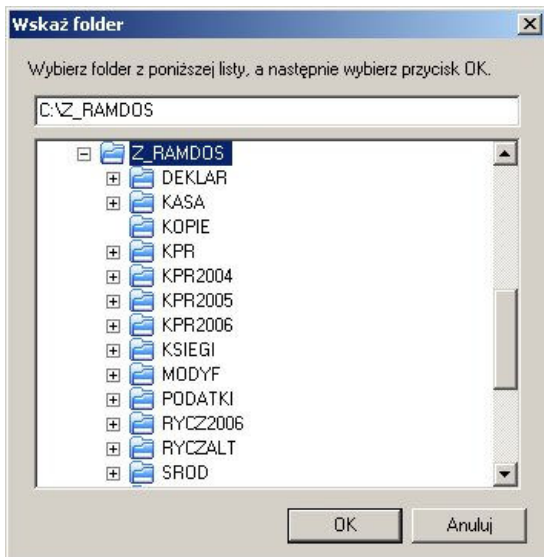 Wskaż folder
Wybierz folder z poniższej listy, a następnie wybierz przycisk OK.
C:\Z_RAMDOS
Z_RAMDOS
DEKLAR
KASA
KOPIE
KPR
KPR2004
KPR2005
KPR2006
KSIEGI
MODYF
PODATKI
RYCZ2006
RYCZALT
SROD
OK Anuluj